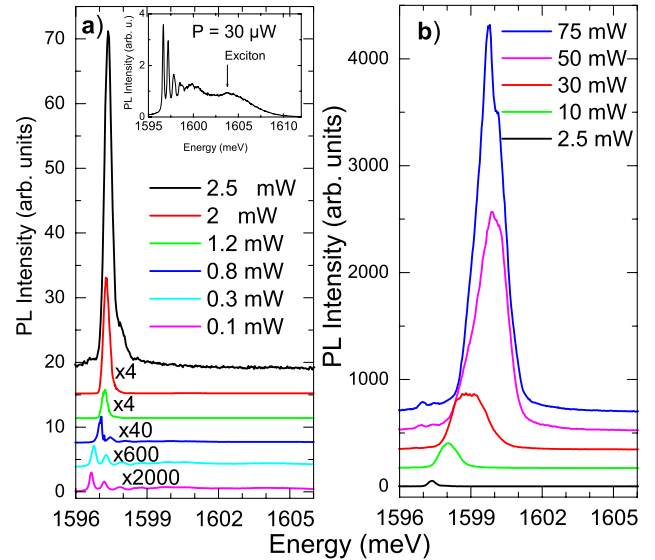 a)
P = 30 µW
Exciton
PL Intensity (arb. u.)
4
2
0
1595 1600 1605 1610
Energy (meV)
PL Intensity (arb. units)
70
60
50
40
30
20
10
0
2.5 mW
2 mW
1.2 mW
0.8 mW
0.3 mW
0.1 mW
x4
x4
x40
x600
x2000
1596 1599 1602 1605
b)
75 mW
50 mW
30 mW
10 mW
2.5 mW
PL Intensity (arb. units)
4000
3000
2000
1000
0
1596 1599 1602 1605
Energy (meV)